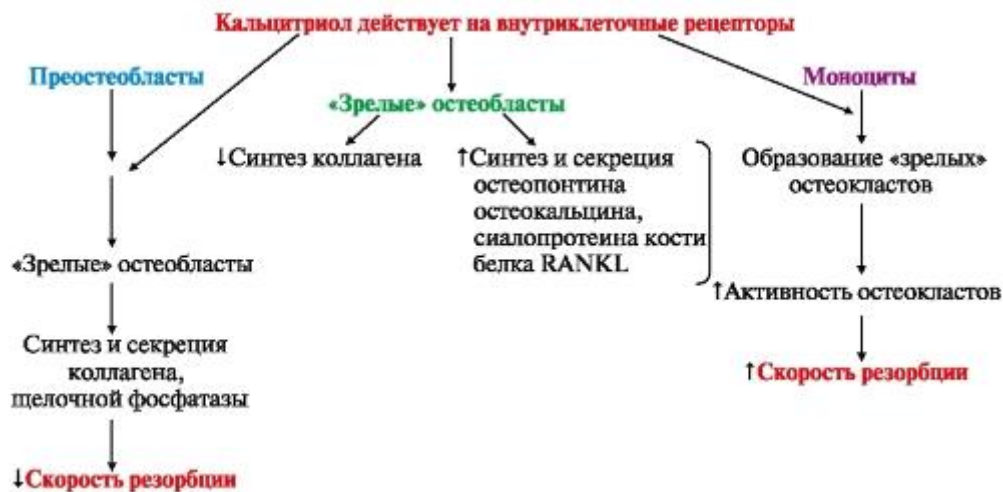 Кальцитриол действует на внутриклеточные рецепторы
Преостеобласты
Моноциты
«Зрелые» остеобласты
↓Синтез коллагена
↑Синтез и секреция
остеопонтина
остеокальцина,
сиалопротеина кости
белка RANKL
Образование «зрелых»
остеокластов
«Зрелые» остеобласты
↑Активность остеокластов
Синтез и секреция
коллагена,
щелочной фосфатазы
↑Скорость резорбции
↓Скорость резорбции